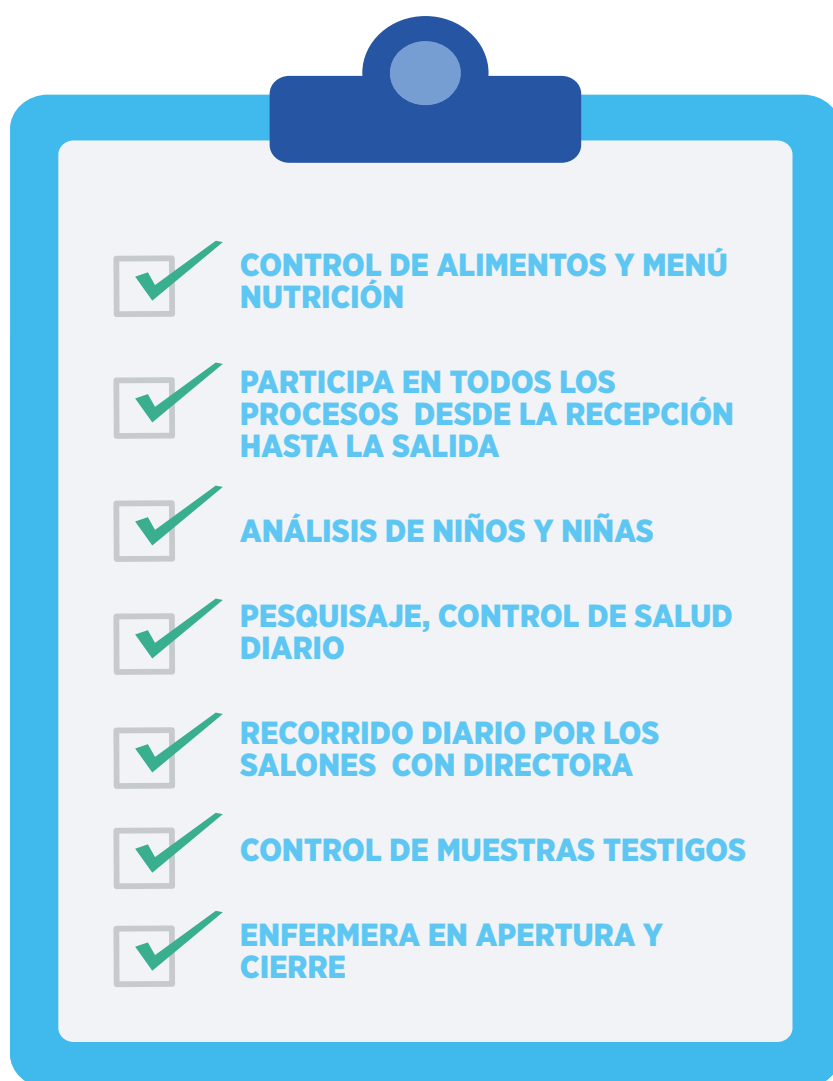 CONTROL DE ALIMENTOS Y MENÚ
NUTRICIÓN
PARTICIPA EN TODOS LOS
PROCESOS  DESDE LA RECEPCIÓN
HASTA LA SALIDA
ANÁLISIS DE NIÑOS Y NIÑAS
PESQUISAJE, CONTROL DE SALUD
DIARIO
RECORRIDO DIARIO POR LOS
SALONES  CON DIRECTORA
CONTROL DE MUESTRAS TESTIGOS
ENFERMERA EN APERTURA Y
CIERRE